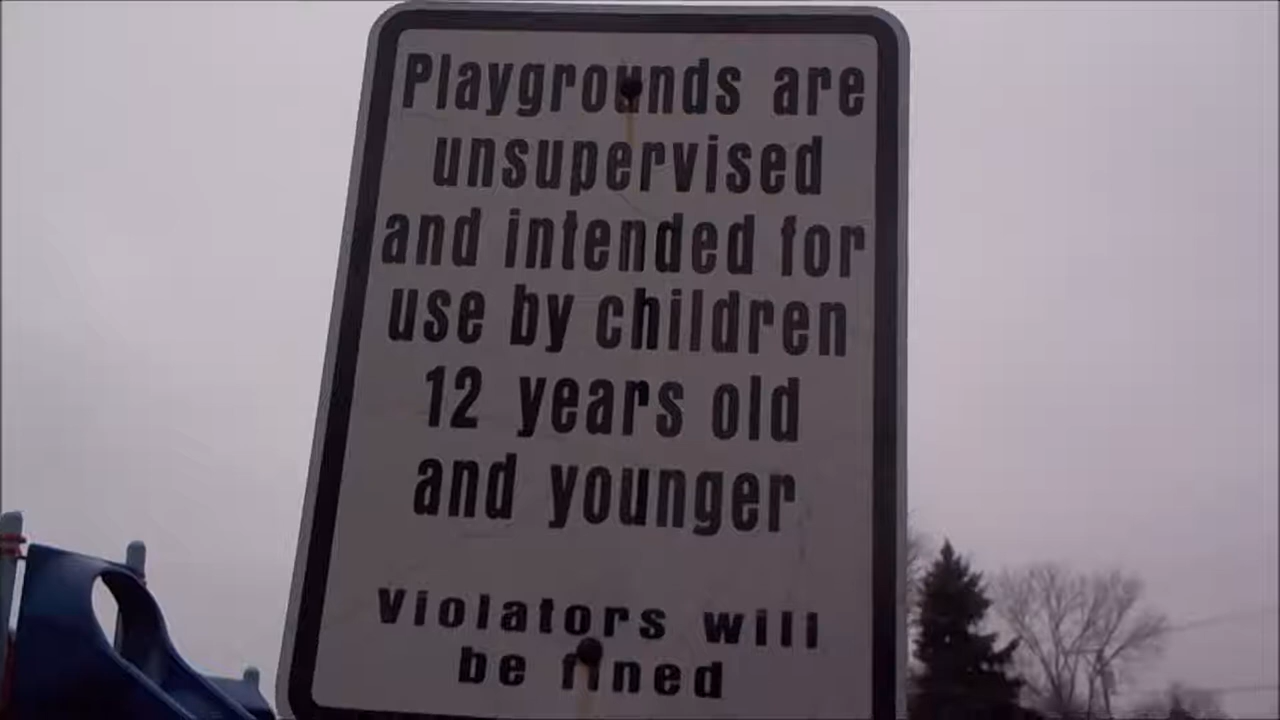 Playgrounds are
unsupervised
and intended for
use by children
12 years old
and younger
Violators will
be fined